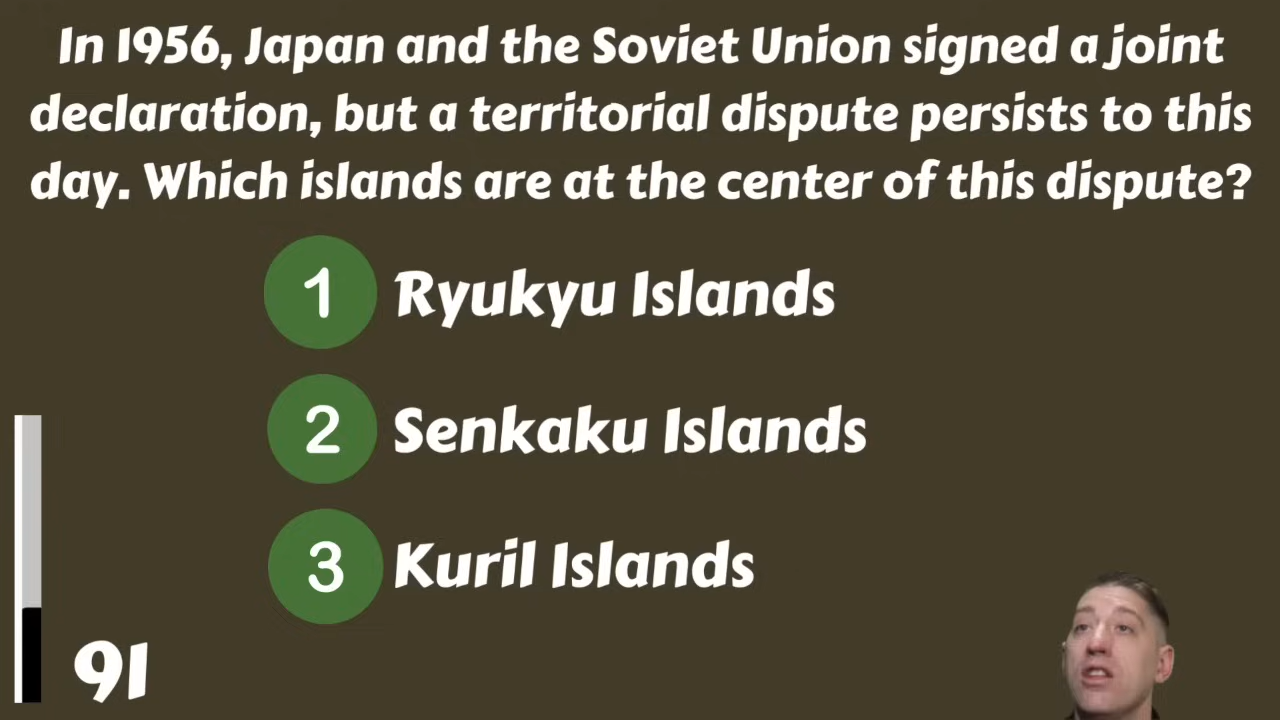 In 1956, Japan and the Soviet Union signed a joint
declaration, but a territorial dispute persists to this
day. Which islands are at the center of this dispute?
1 Ryukyu Islands
2 Senkaku Islands
3 Kuril Islands
91